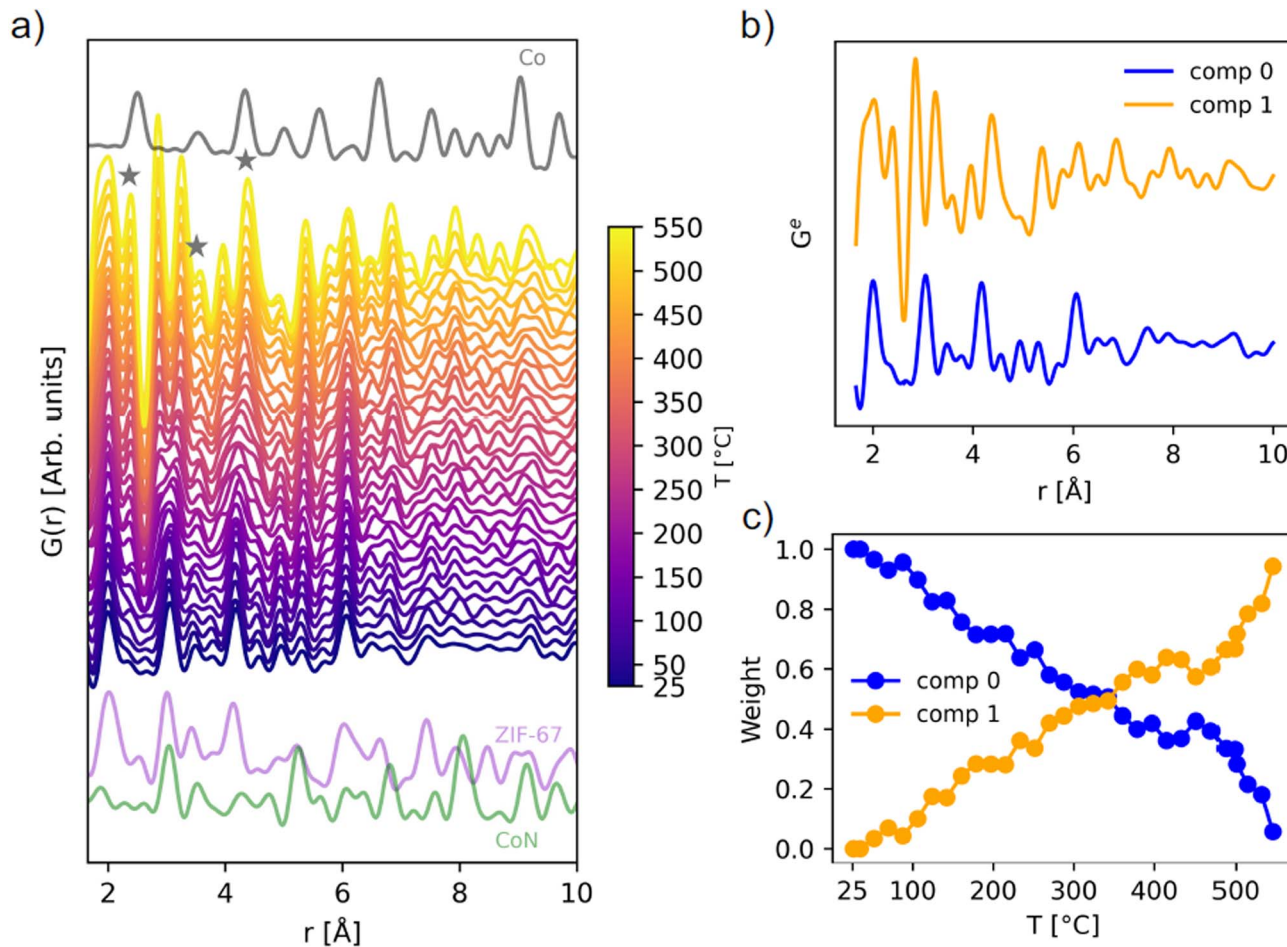 a)
Co
G(r) [Arb. units]
ZIF-67
CoN
2 4 6 8 10
r [Å]
550
500
450
400
350
300
250
200
150
100
50
25
T [°C]
b)
comp 0
comp 1
Gᵉ
2 4 6 8 10
r [Å]
c)
1.0
0.8
0.6
0.4
0.2
0.0
Weight
comp 0
comp 1
25 100 200 300 400 500
T [°C]